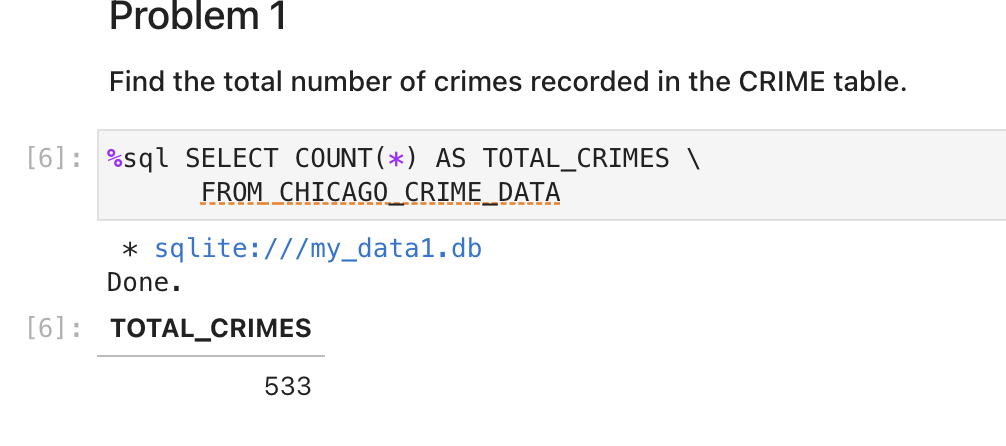 Problem 1
Find the total number of crimes recorded in the CRIME table.
[6]: %sql SELECT COUNT(*) AS TOTAL_CRIMES \
FROM CHICAGO_CRIME_DATA
* sqlite:///my_data1.db
Done.
[6]: TOTAL_CRIMES
533